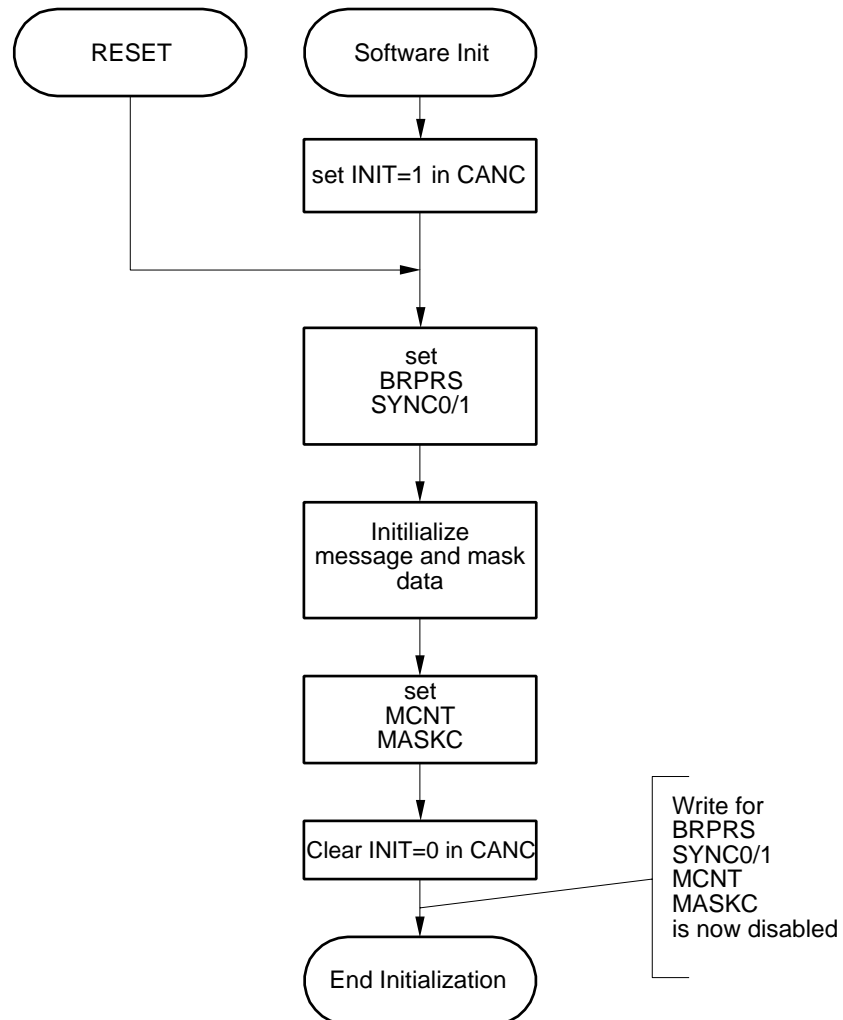 RESET
Software Init
set INIT=1 in CANC
set
BRPRS
SYNC0/1
Initilialize
message and mask
data
set
MCNT
MASKC
Clear INIT=0 in CANC
Write for
BRPRS
SYNC0/1
MCNT
MASKC
is now disabled
End Initialization